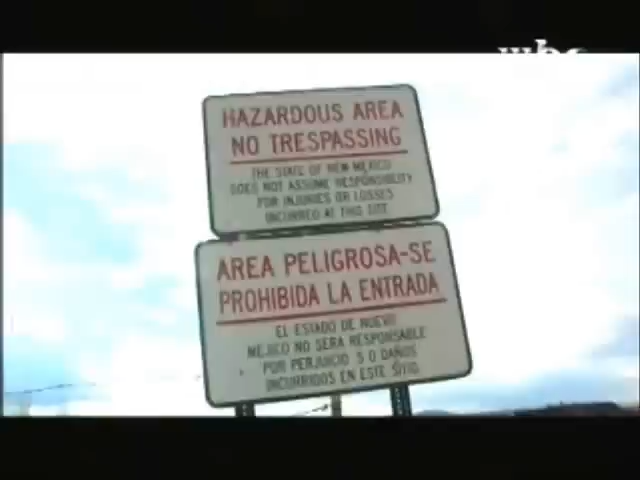 HAZARDOUS AREA
NO TRESPASSING
THE STATE OF NEW MEXICO
DOES NOT ASSUME RESPONSIBILITY
FOR INJURIES OR LOSSES
INCURRED AT THIS SITE
AREA PELIGROSA-SE
PROHIBIDA LA ENTRADA
EL ESTADO DE NUEVO
MEJICO NO SERA RESPONSABLE
POR PERJUICIO S O DAÑOS
INCURRIDOS EN ESTE SITIO